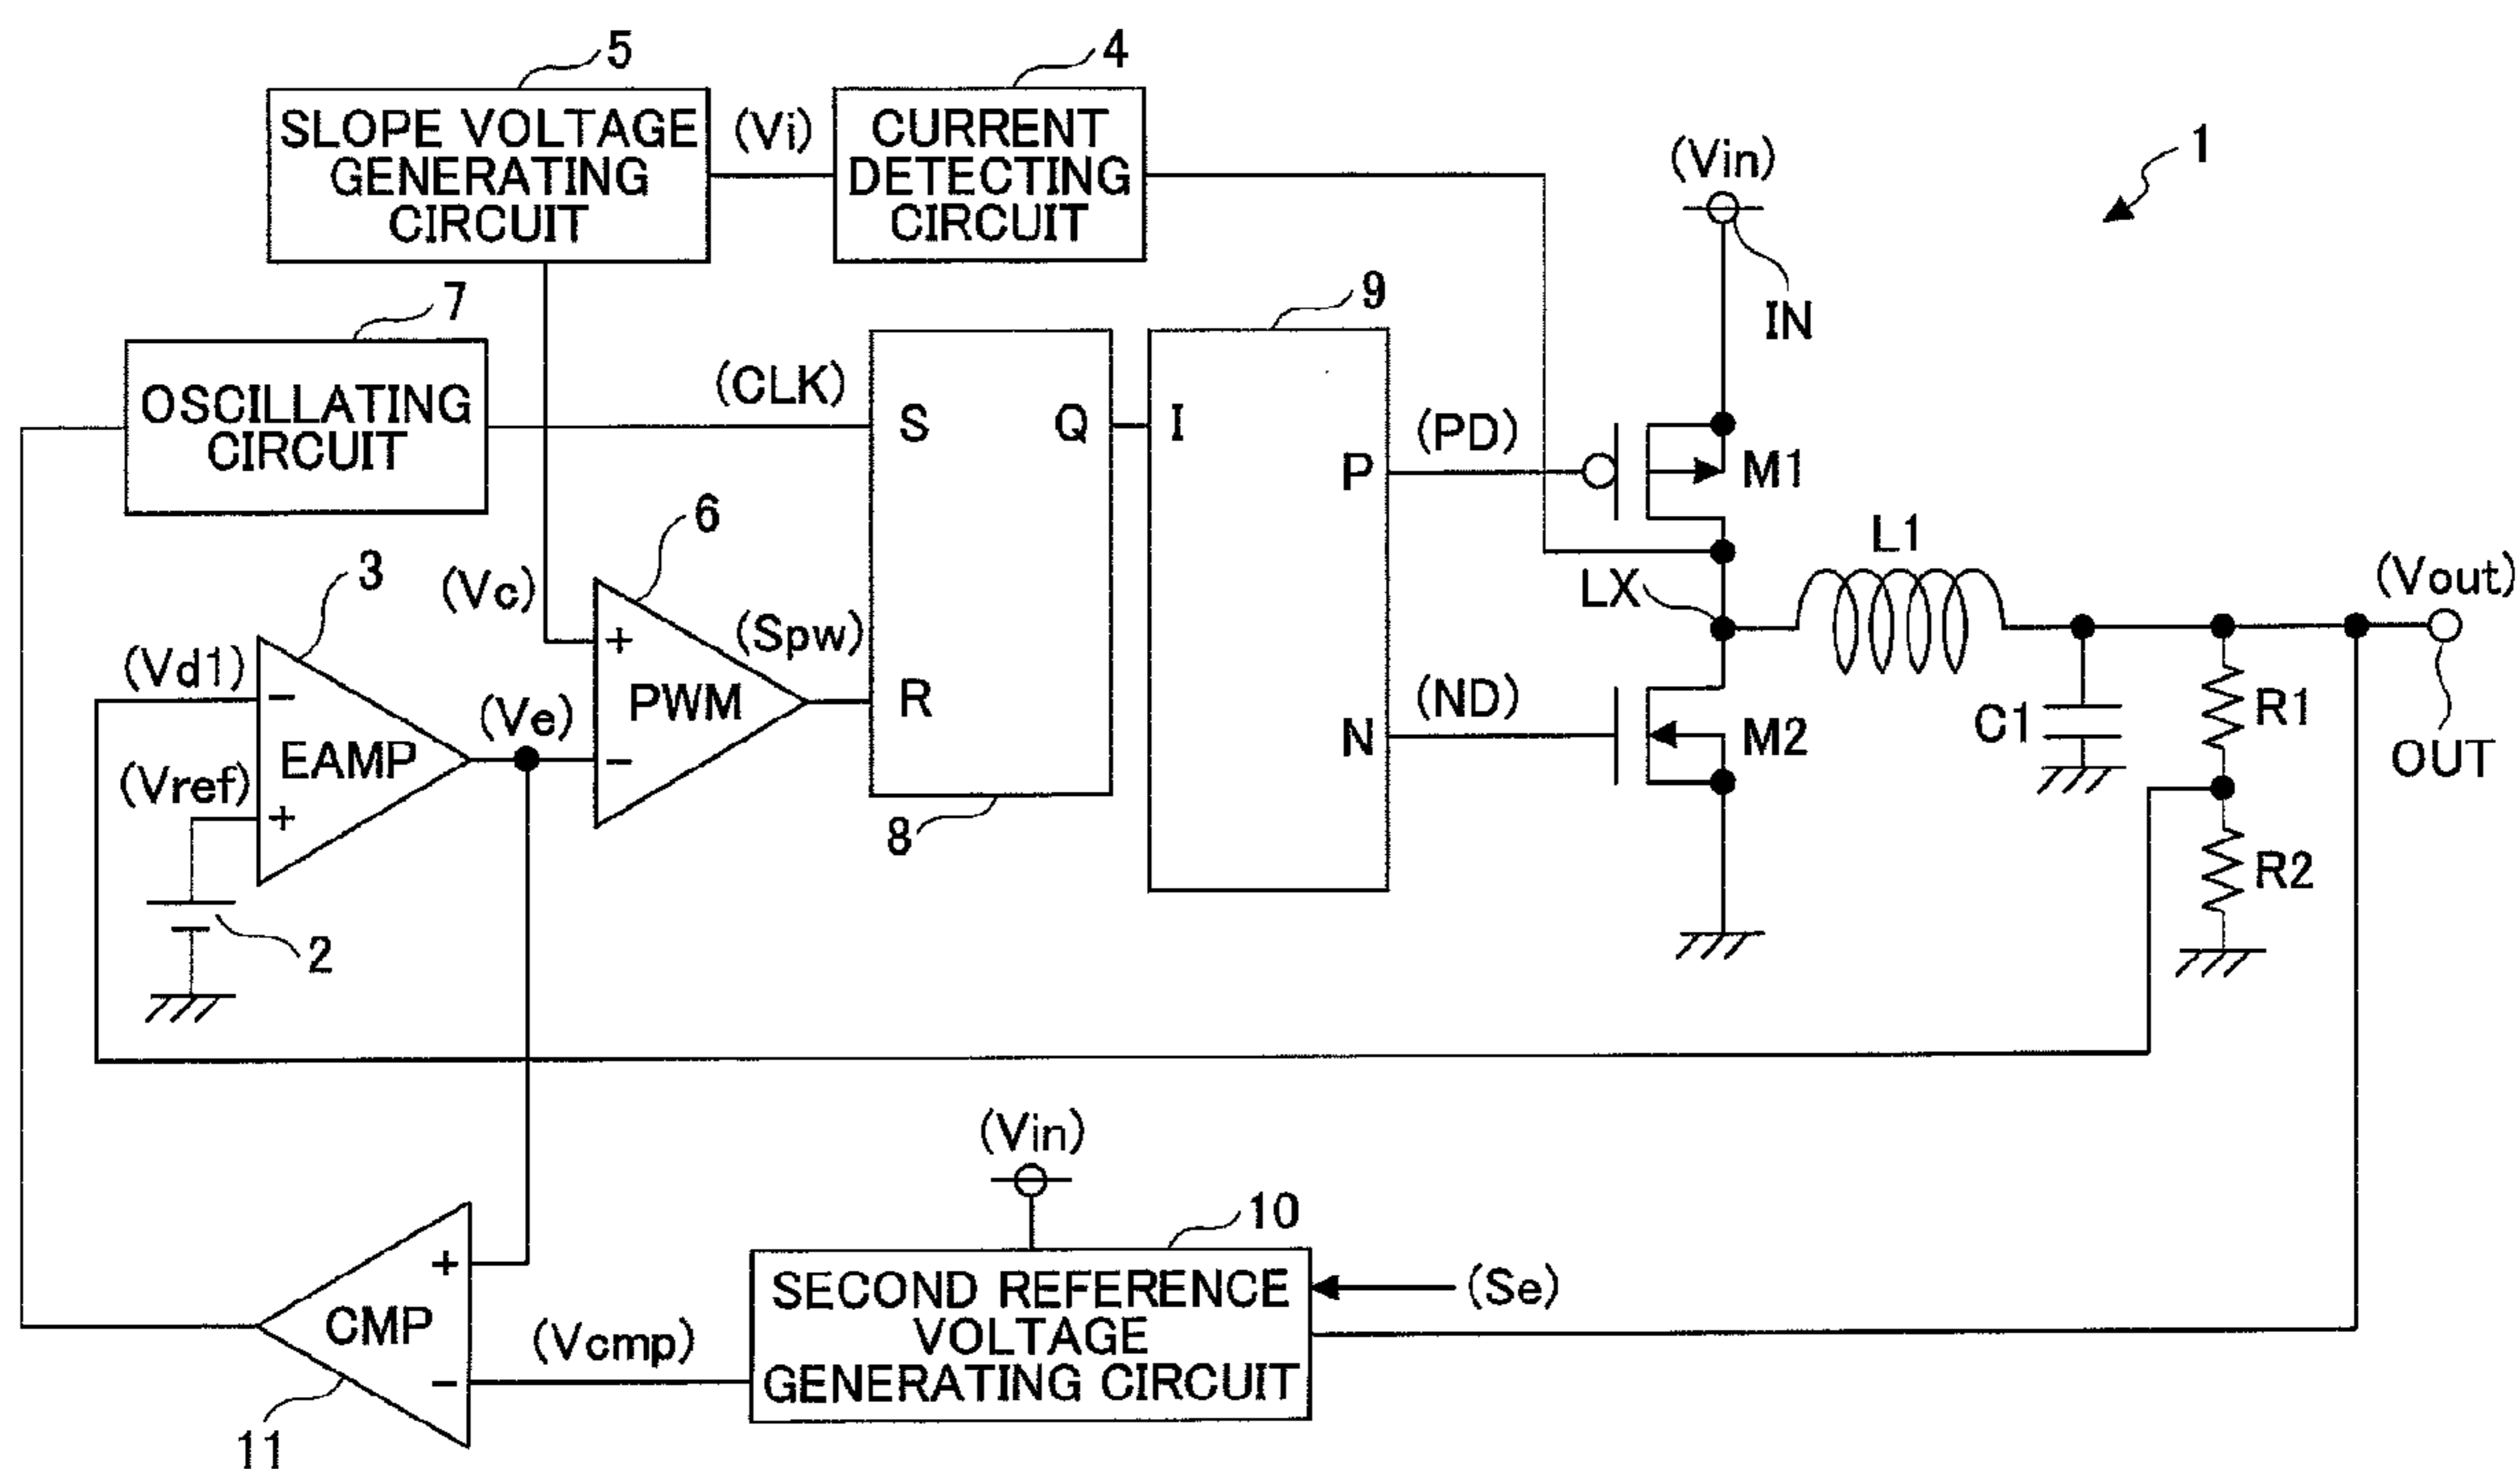 5
4
SLOPE VOLTAGE
GENERATING
CIRCUIT
(Vi)
CURRENT
DETECTING
CIRCUIT
(Vin)
1
IN
7
9
OSCILLATING
CIRCUIT
(CLK)
S
Q
I
(PD)
P
M1
6
L1
3
(Vc)
LX
(Vout)
(Spw)
+
(Vd1)
−
PWM
R
(ND)
R1
(Ve)
C1
N
M2
EAMP
−
OUT
(Vref)
+
8
R2
2
(Vin)
10
+
SECOND REFERENCE
VOLTAGE
GENERATING CIRCUIT
(Se)
CMP
(Vcmp)
−
11